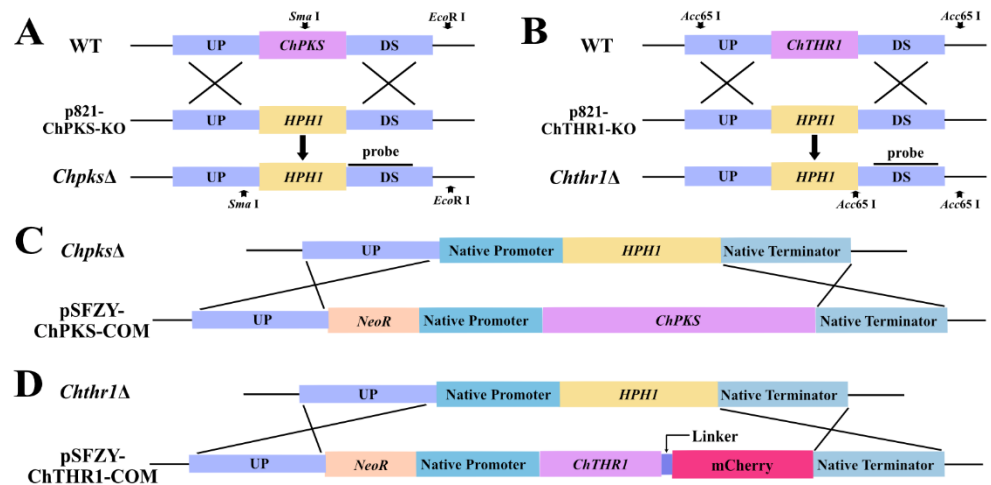 A
Sma I
EcoR I
WT
UP
ChPKS
DS
p821-
ChPKS-KO
UP
HPH1
DS
probe
ChpksΔ
UP
HPH1
DS
Sma I
EcoR I
B
Acc65 I
Acc65 I
WT
UP
ChTHR1
DS
p821-
ChTHR1-KO
UP
HPH1
DS
probe
Chthr1Δ
UP
HPH1
DS
Acc65 I
Acc65 I
C
ChpksΔ
UP
Native Promoter
HPH1
Native Terminator
pSFZY-
ChPKS-COM
UP
NeoR
Native Promoter
ChPKS
Native Terminator
D
Chthr1Δ
UP
Native Promoter
HPH1
Native Terminator
Linker
pSFZY-
ChTHR1-COM
UP
NeoR
Native Promoter
ChTHR1
mCherry
Native Terminator